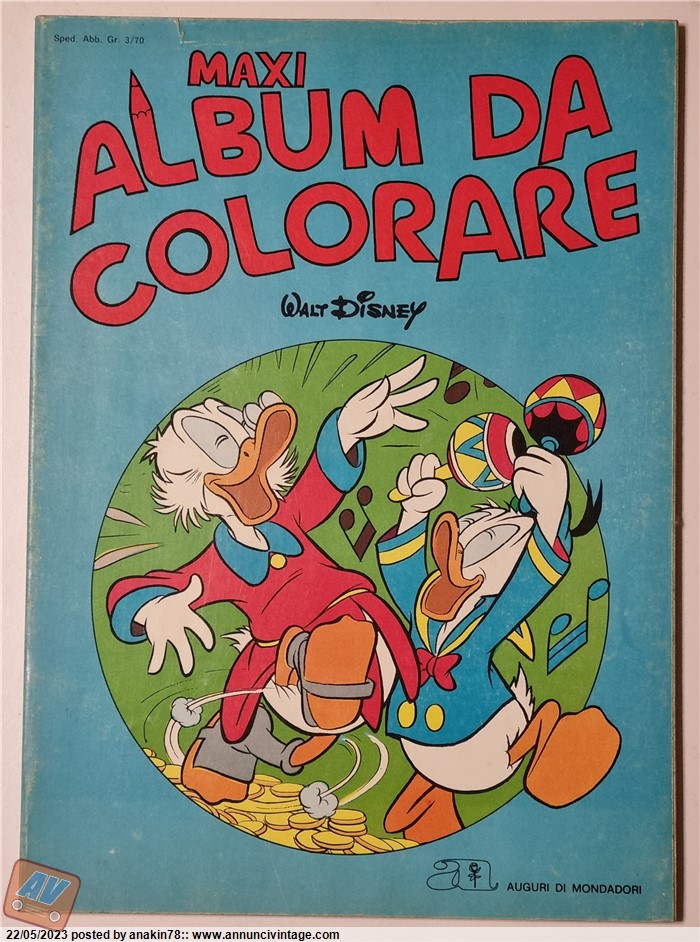 Sped. Abb. Gr. 3/70
MAXI
ALBUM DA
COLORARE
WALT DISNEY
AUGURI DI MONDADORI
AV
22/05/2023 posted by anakin78:: www.annuncivintage.com